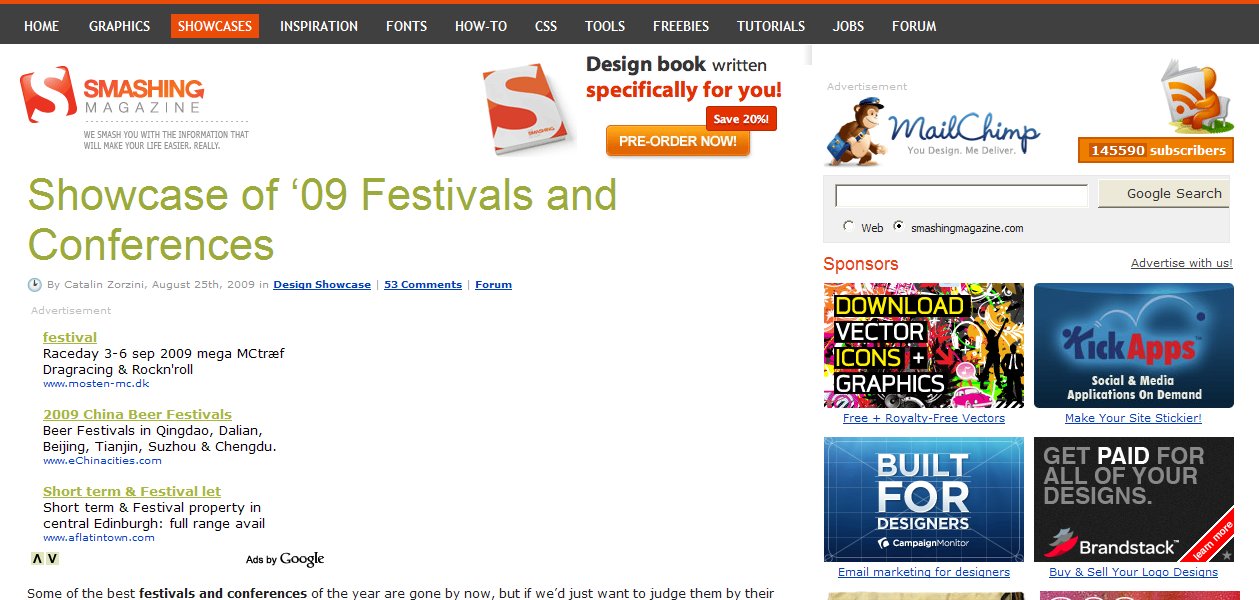 HOME GRAPHICS SHOWCASES INSPIRATION FONTS HOW-TO CSS TOOLS FREEBIES TUTORIALS JOBS FORUM
SMASHING
MAGAZINE
WE SMASH YOU WITH THE INFORMATION THAT
WILL MAKE YOUR LIFE EASIER. REALLY.
S
SMASHING
Design book written
specifically for you!
Save 20%!
PRE-ORDER NOW!
Advertisement
MailChimp
You Design. Me Deliver.
145590 subscribers
Google Search
Web smashingmagazine.com
Showcase of ‘09 Festivals and
Conferences
By Catalin Zorzini, August 25th, 2009 in Design Showcase | 53 Comments | Forum
Advertisement
festival
Raceday 3-6 sep 2009 mega MCtræf
Dragracing & Rockn'roll
www.mosten-mc.dk
2009 China Beer Festivals
Beer Festivals in Qingdao, Dalian,
Beijing, Tianjin, Suzhou & Chengdu.
www.eChinacities.com
Short term & Festival let
Short term & Festival property in
central Edinburgh: full range avail
www.aflatintown.com
Ads by Google
Some of the best festivals and conferences of the year are gone by now, but if we’d just want to judge them by their
Sponsors
Advertise with us!
DOWNLOAD
VECTOR
ICONS +
GRAPHICS
Free + Royalty-Free Vectors
KickApps™
Social & Media
Applications On Demand
Make Your Site Stickier!
BUILT
FOR
DESIGNERS
CampaignMonitor
Email marketing for designers
GET PAID FOR
ALL OF YOUR
DESIGNS.
Brandstack™
learn more
Buy & Sell Your Logo Designs